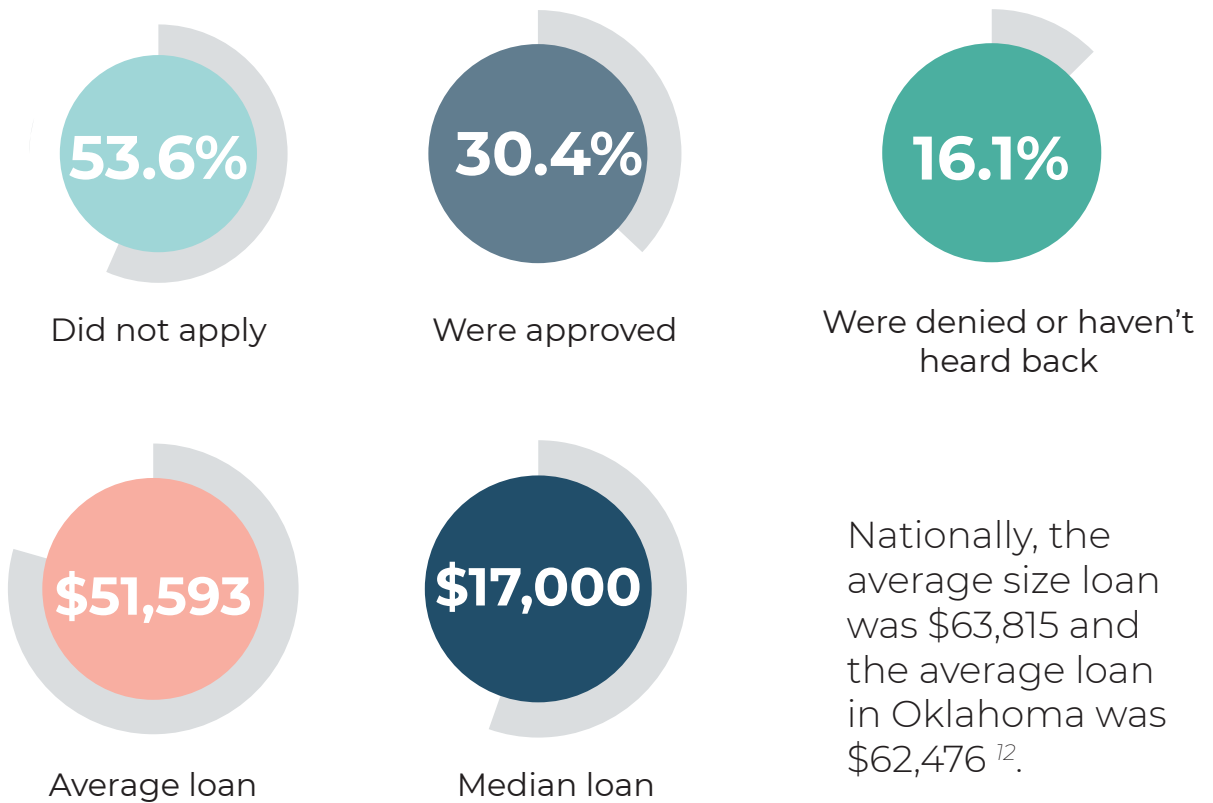 53.6%
Did not apply
30.4%
Were approved
16.1%
Were denied or haven’t
heard back
$51,593
Average loan
$17,000
Median loan
Nationally, the
average size loan
was $63,815 and
the average loan
in Oklahoma was
$62,476 12.